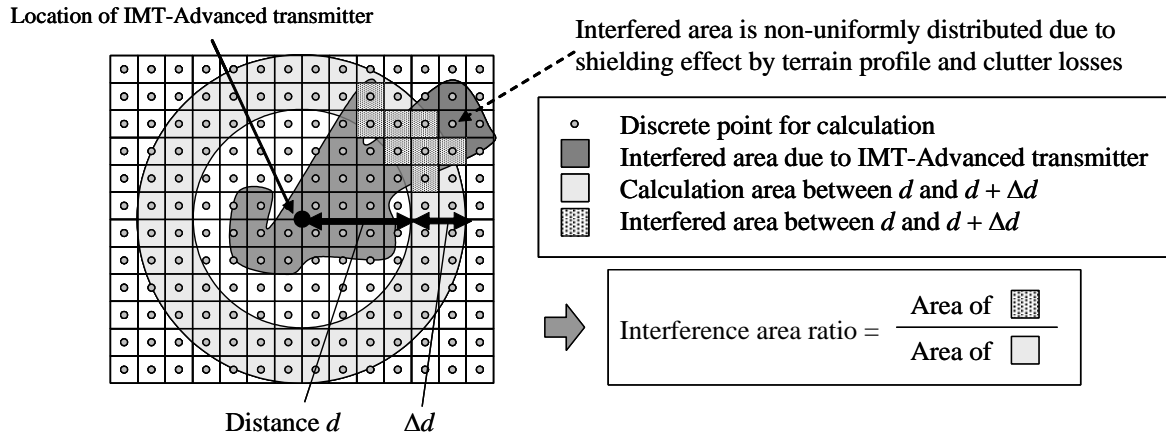 Location of IMT-Advanced transmitter
Interfered area is non-uniformly distributed due to
shielding effect by terrain profile and clutter losses
Discrete point for calculation
Interfered area due to IMT-Advanced transmitter
Calculation area between d and d + Δd
Interfered area between d and d + Δd
Interference area ratio =
Area of
Area of
Distance d
Δd